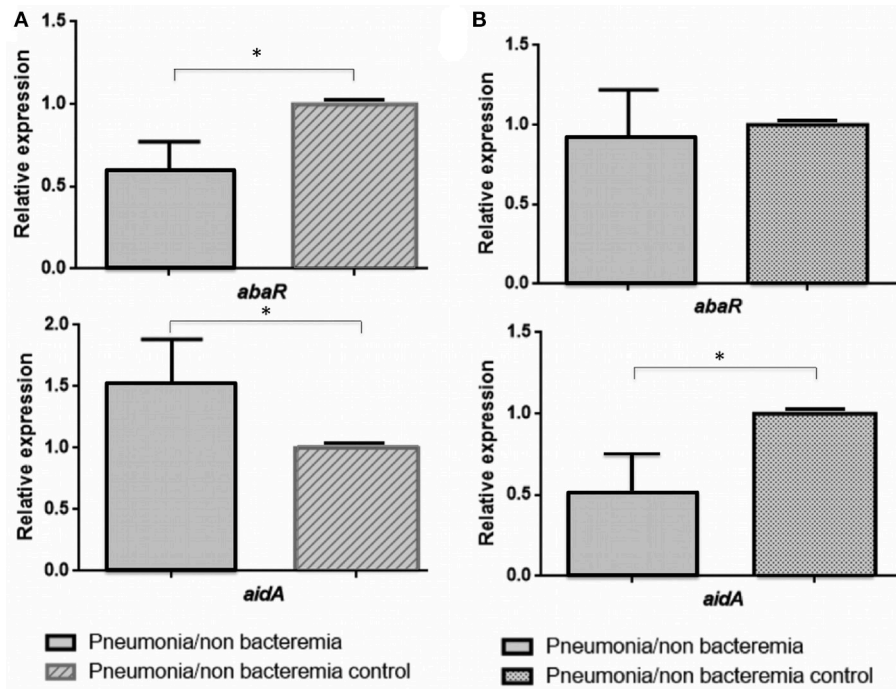 A
Relative expression
1.5
1.0
0.5
0.0
*
abaR
Relative expression
2.0
1.5
1.0
0.5
0.0
*
aidA
Pneumonia/non bacteremia
Pneumonia/non bacteremia control
B
Relative expression
1.5
1.0
0.5
0.0
abaR
Relative expression
1.5
1.0
0.5
0.0
*
aidA
Pneumonia/non bacteremia
Pneumonia/non bacteremia control